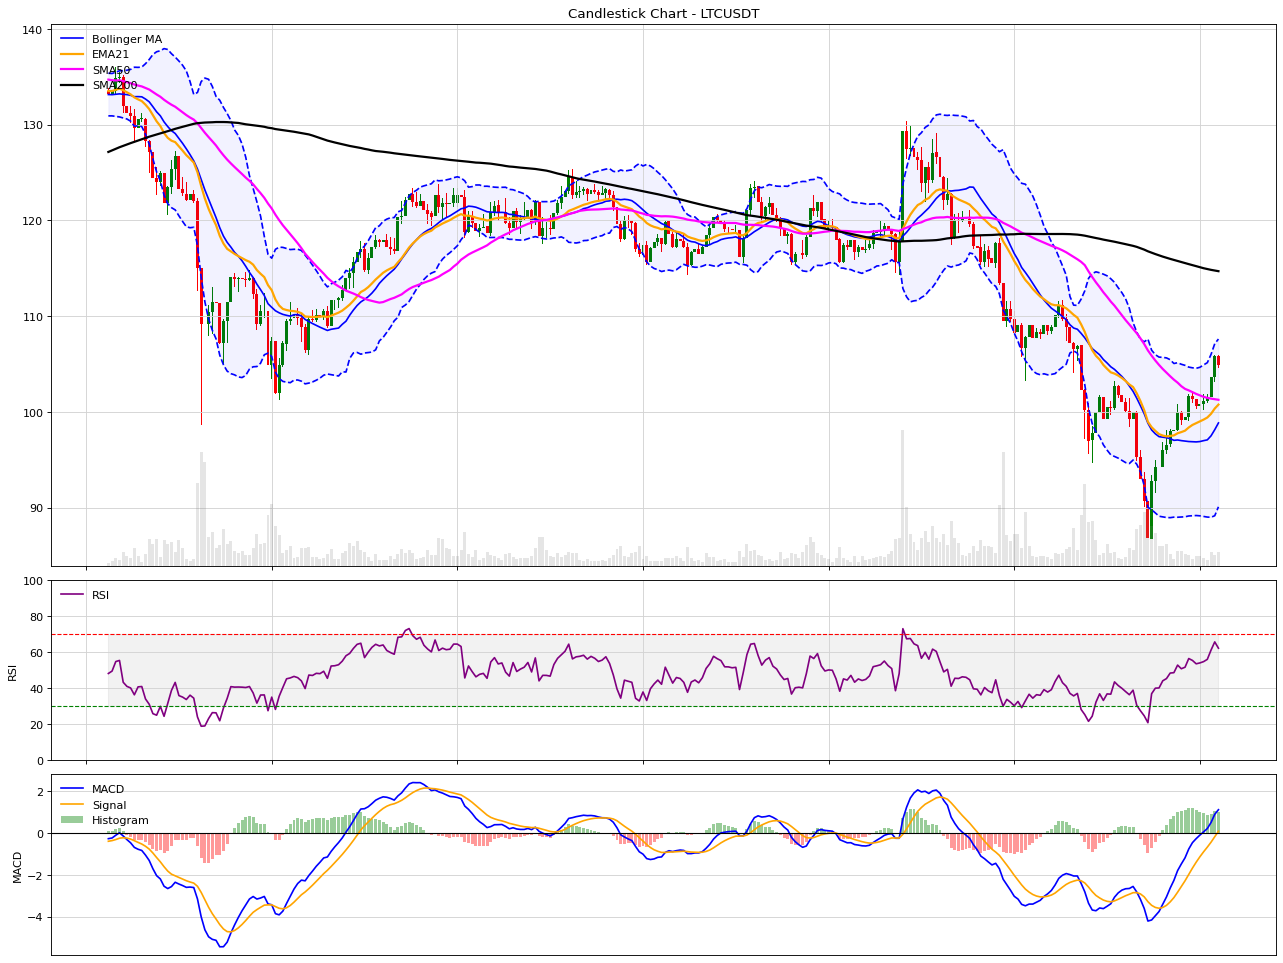 Candlestick Chart - LTCUSDT
Bollinger MA
EMA21
SMA50
SMA200
140
130
120
110
100
90
RSI
100
80
60
40
20
0
RSI
MACD
Signal
Histogram
2
0
−2
−4
MACD